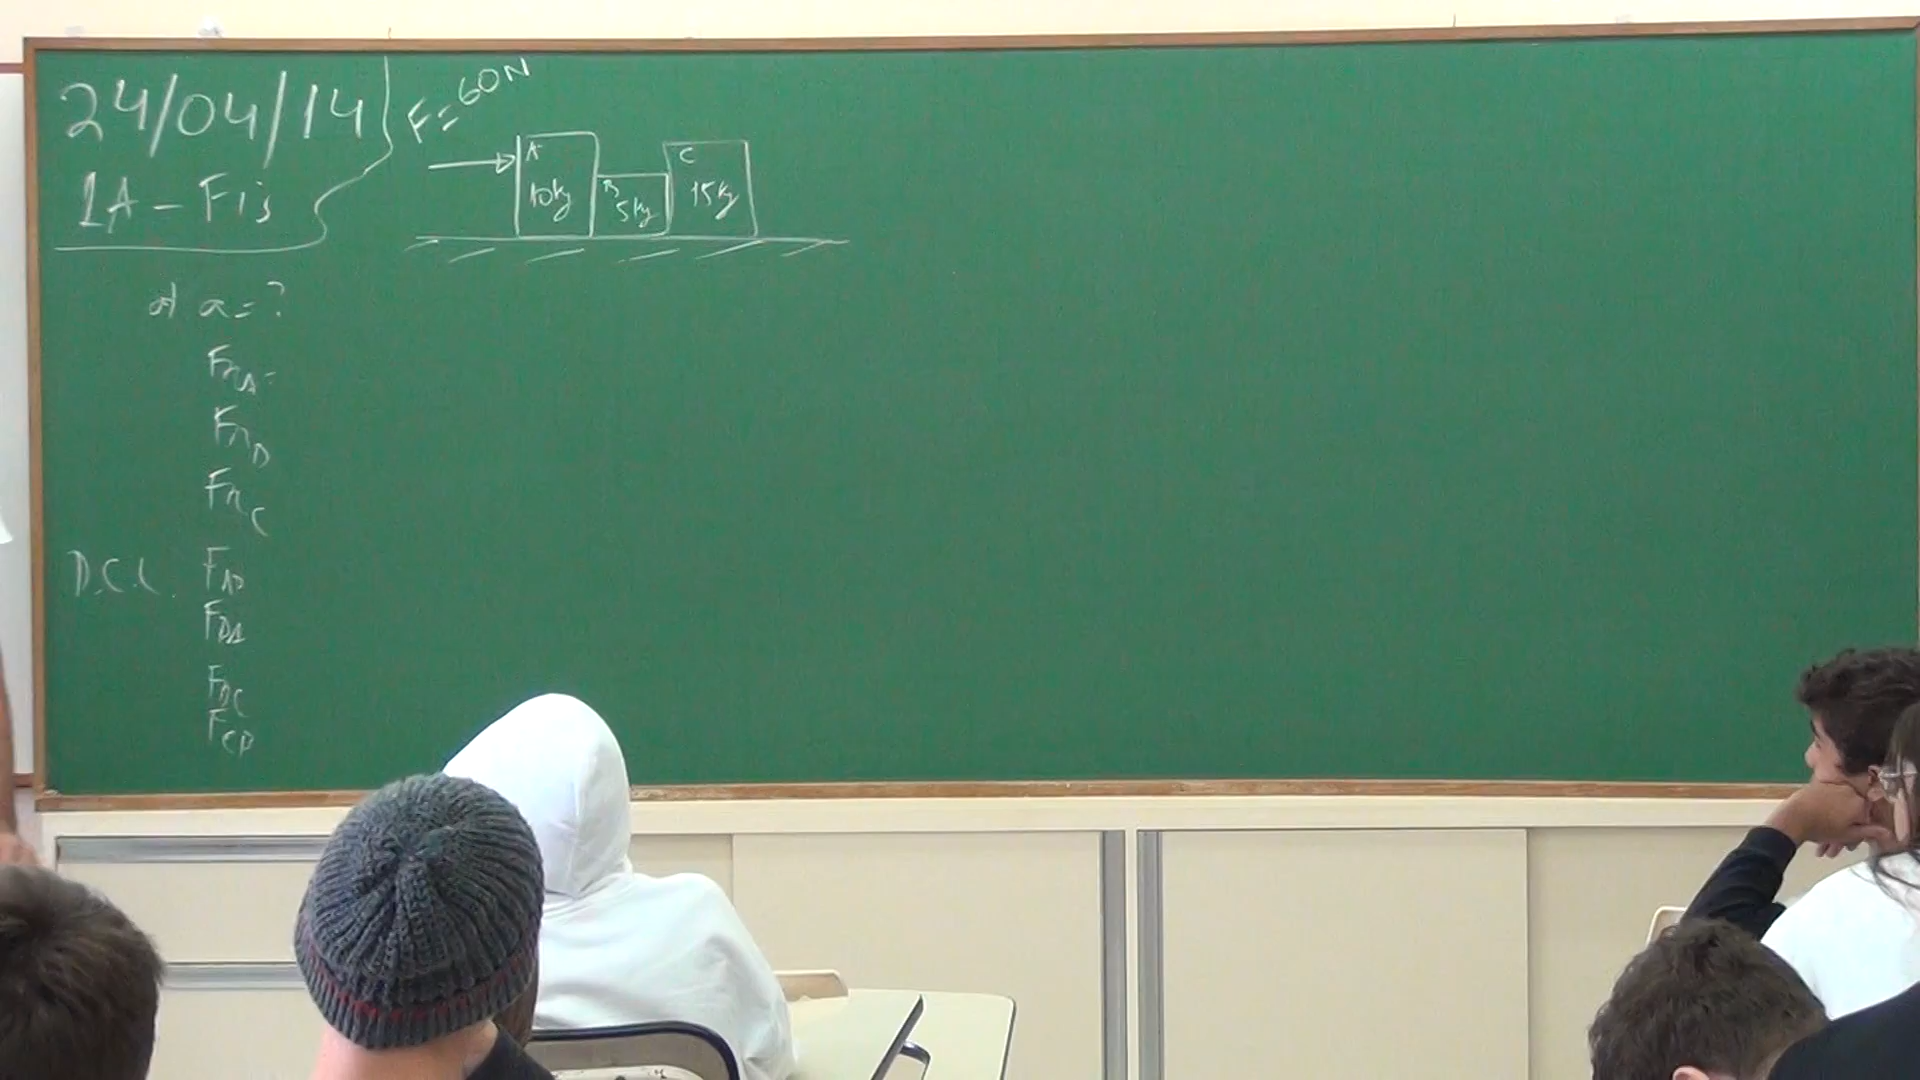 24/04/14
1A - Fis
F = 60N
A
10kg
B
5kg
C
15kg
a) a = ?
FRA =
FRB
FRC
D.C.L
FAB
FBA
FBC
FCB